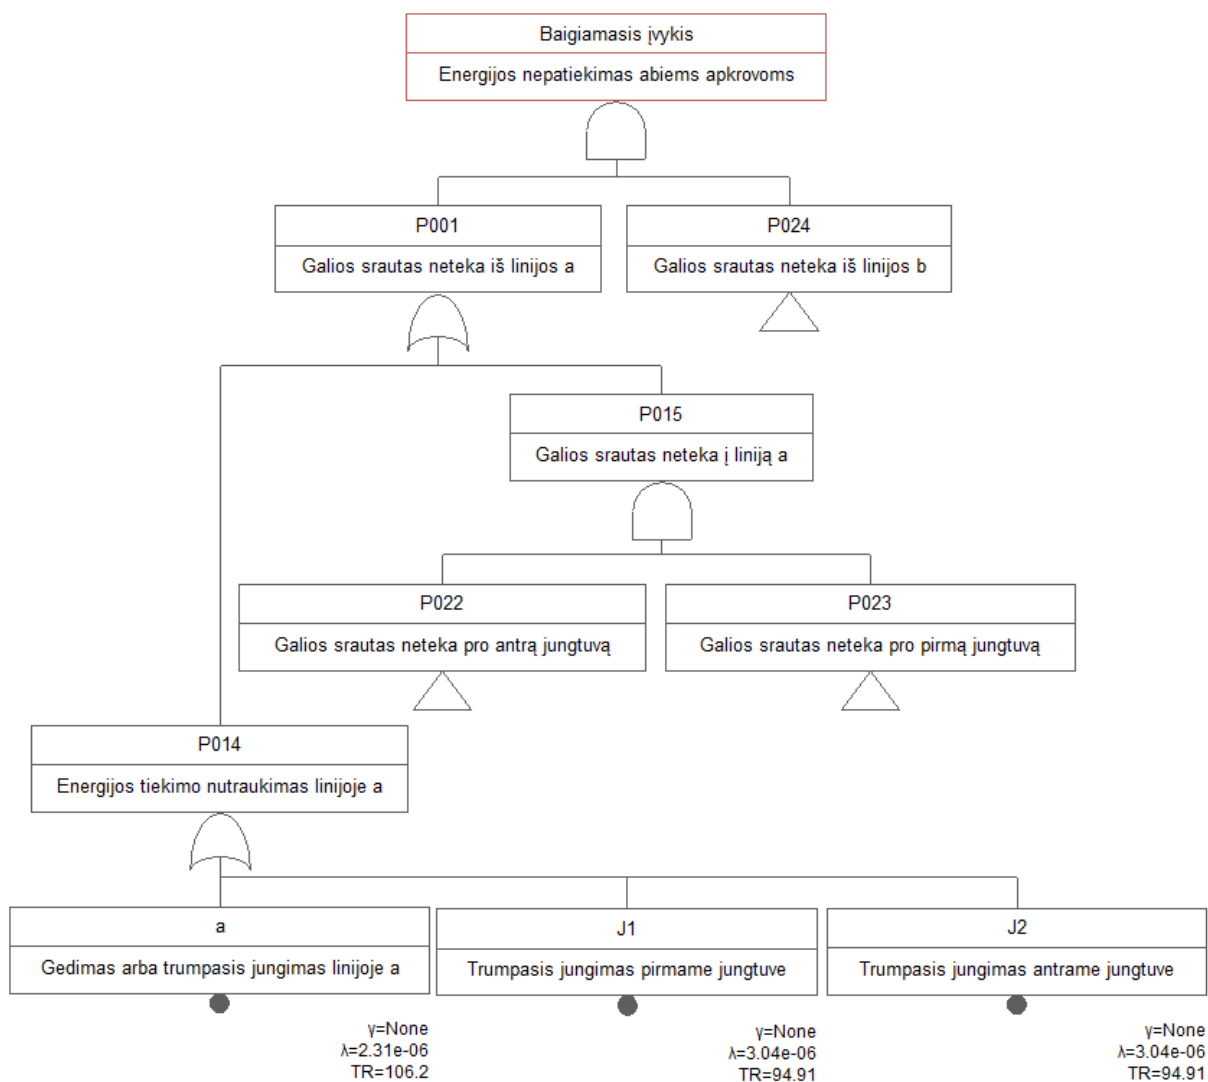 Baigiamasis įvykis
Energijos nepatiekimas abiems apkrovoms
P001
Galios srautas neteka iš linijos a
P024
Galios srautas neteka iš linijos b
P015
Galios srautas neteka į liniją a
P022
Galios srautas neteka pro antrą jungtuvą
P023
Galios srautas neteka pro pirmą jungtuvą
P014
Energijos tiekimo nutraukimas linijoje a
a
Gedimas arba trumpasis jungimas linijoje a
γ=None
λ=2.31e-06
TR=106.2
J1
Trumpasis jungimas pirmame jungtuve
γ=None
λ=3.04e-06
TR=94.91
J2
Trumpasis jungimas antrame jungtuve
γ=None
λ=3.04e-06
TR=94.91